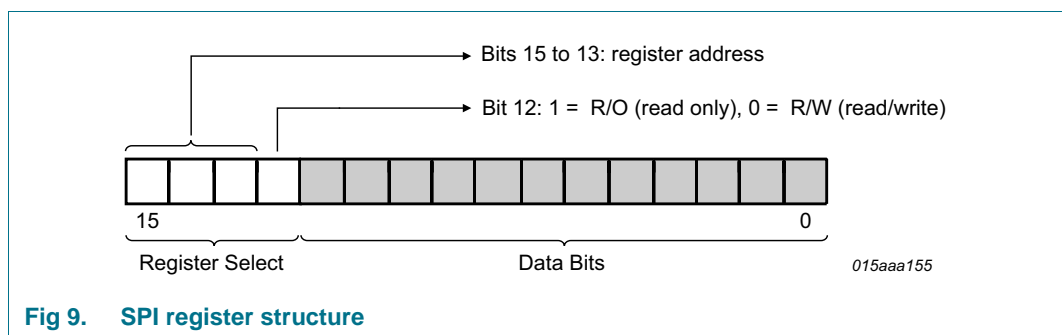 Bits 15 to 13: register address
Bit 12: 1 = R/O (read only), 0 = R/W (read/write)
15 0
Register Select Data Bits 015aaa155
Fig 9. SPI register structure